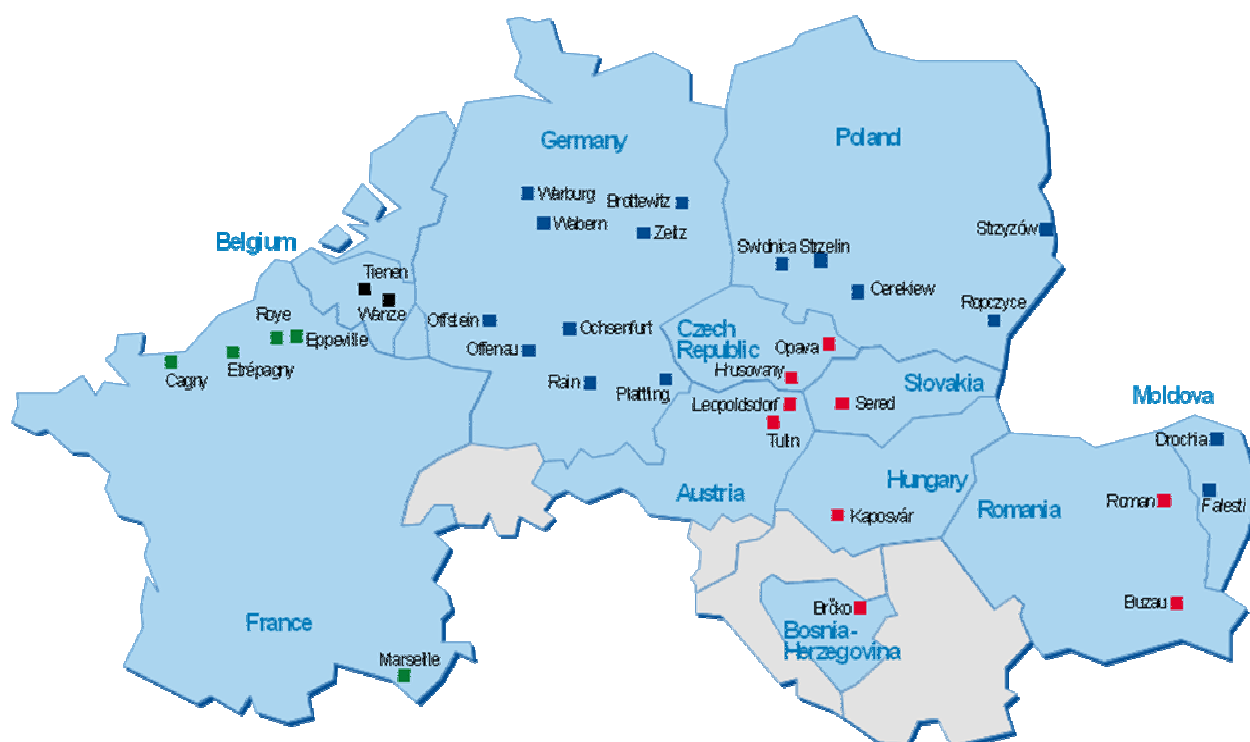 Germany
Poland
Warburg
Brottewitz
Wabern
Zeitz
Strzyzów
Belgium
Swidnica Strzelin
Tienen
Cerekiew
Wanze
Ropczyce
Roye
Eppeville
Offstein
Ochsenfurt
Czech
Republic
Opava
Offenau
Etrépagny
Cagny
Hrusovany
Slovakia
Rain
Plattling
Moldova
Leopoldsdorf
Sered
Tulln
Drochia
Hungary
Austria
Romania
Roman
Falesti
Kaposvár
Brčko
Buzau
France
Bosnia-
Herzegovina
Marseille